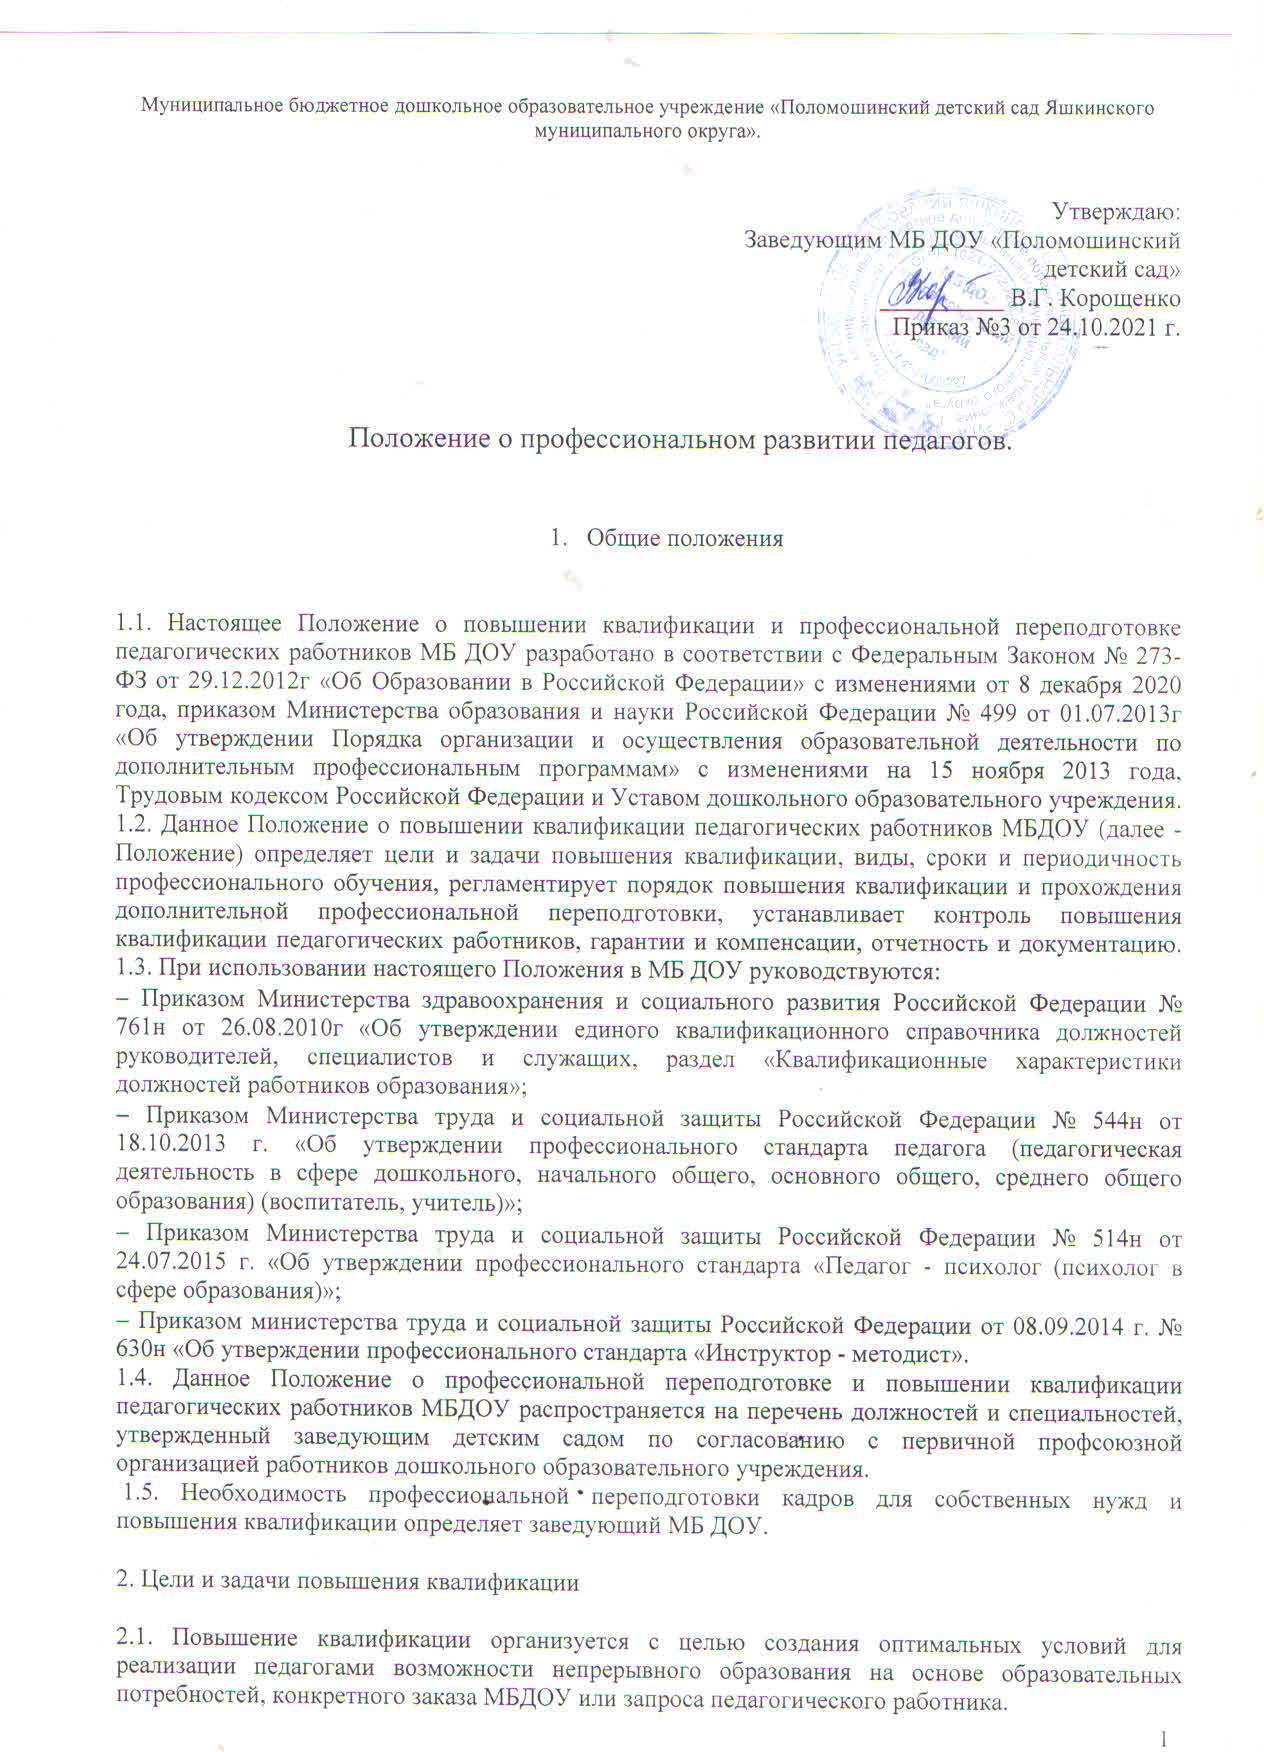 Муниципальное бюджетное дошкольное образовательное учреждение «Поломошинский детский сад Яшкинского
муниципального округа».
Утверждаю:
Заведующим МБ ДОУ «Поломошинский
детский сад»
В.Г. Корощенко
Приказ №3 от 24.10.2021 г.
Положение о профессиональном развитии педагогов.
1. Общие положения
1.1. Настоящее Положение о повышении квалификации и профессиональной переподготовке
педагогических работников МБ ДОУ разработано в соответствии с Федеральным Законом № 273-
ФЗ от 29.12.2012г «Об Образовании в Российской Федерации» с изменениями от 8 декабря 2020
года, приказом Министерства образования и науки Российской Федерации № 499 от 01.07.2013г
«Об утверждении Порядка организации и осуществления образовательной деятельности по
дополнительным профессиональным программам» с изменениями на 15 ноября 2013 года,
Трудовым кодексом Российской Федерации и Уставом дошкольного образовательного учреждения.
1.2. Данное Положение о повышении квалификации педагогических работников МБДОУ (далее -
Положение) определяет цели и задачи повышения квалификации, виды, сроки и периодичность
профессионального обучения, регламентирует порядок повышения квалификации и прохождения
дополнительной профессиональной переподготовки, устанавливает контроль повышения
квалификации педагогических работников, гарантии и компенсации, отчетность и документацию.
1.3. При использовании настоящего Положения в МБ ДОУ руководствуются:
– Приказом Министерства здравоохранения и социального развития Российской Федерации №
761н от 26.08.2010г «Об утверждении единого квалификационного справочника должностей
руководителей, специалистов и служащих, раздел «Квалификационные характеристики
должностей работников образования»;
– Приказом Министерства труда и социальной защиты Российской Федерации № 544н от
18.10.2013 г. «Об утверждении профессионального стандарта педагога (педагогическая
деятельность в сфере дошкольного, начального общего, основного общего, среднего общего
образования) (воспитатель, учитель)»;
– Приказом Министерства труда и социальной защиты Российской Федерации № 514н от
24.07.2015 г. «Об утверждении профессионального стандарта «Педагог - психолог (психолог в
сфере образования)»;
– Приказом министерства труда и социальной защиты Российской Федерации от 08.09.2014 г. №
630н «Об утверждении профессионального стандарта «Инструктор - методист».
1.4. Данное Положение о профессиональной переподготовке и повышении квалификации
педагогических работников МБДОУ распространяется на перечень должностей и специальностей,
утвержденный заведующим детским садом по согласованию с первичной профсоюзной
организацией работников дошкольного образовательного учреждения.
1.5. Необходимость профессиональной переподготовки кадров для собственных нужд и
повышения квалификации определяет заведующий МБ ДОУ.
2. Цели и задачи повышения квалификации
2.1. Повышение квалификации организуется с целью создания оптимальных условий для
реализации педагогами возможности непрерывного образования на основе образовательных
потребностей, конкретного заказа МБДОУ или запроса педагогического работника.
1